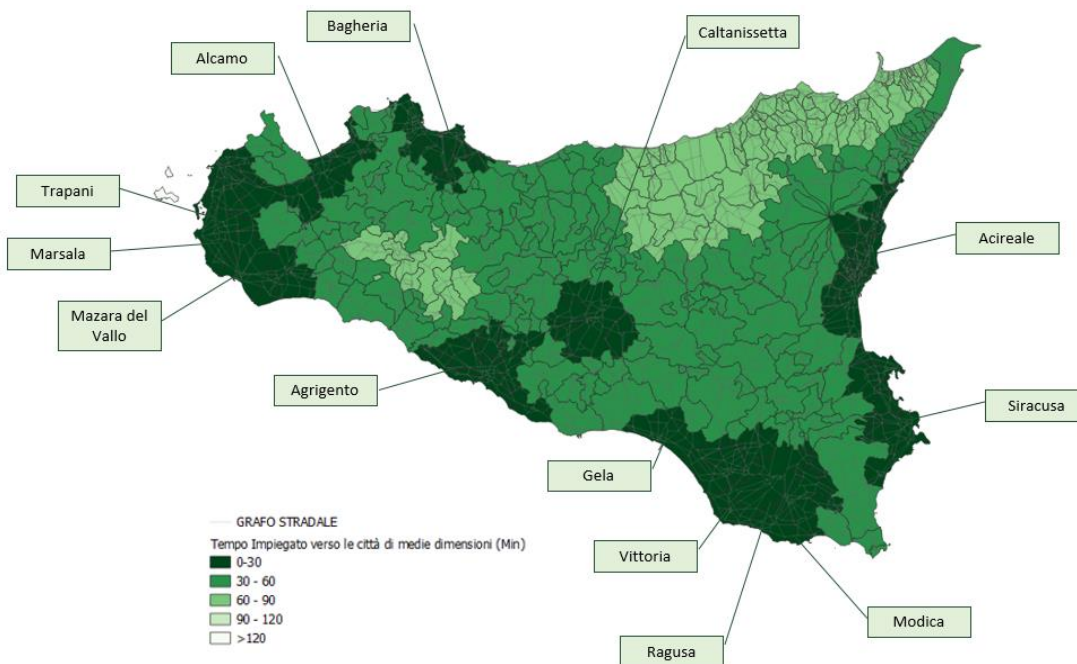 Bagheria
Caltanissetta
Alcamo
Trapani
Marsala
Acireale
Mazara del
Vallo
Agrigento
Siracusa
Gela
GRAFO STRADALE
Tempo Impiegato verso le città di medie dimensioni (Min)
0-30
30 - 60
60 - 90
90 - 120
>120
Vittoria
Modica
Ragusa